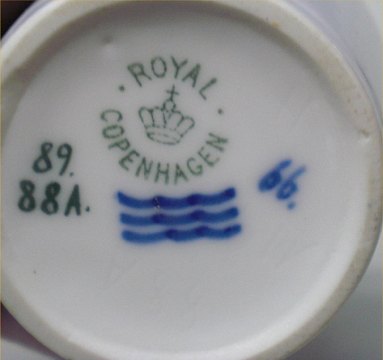 · ROYAL ·
COPENHAGEN
89.
88A.
66.